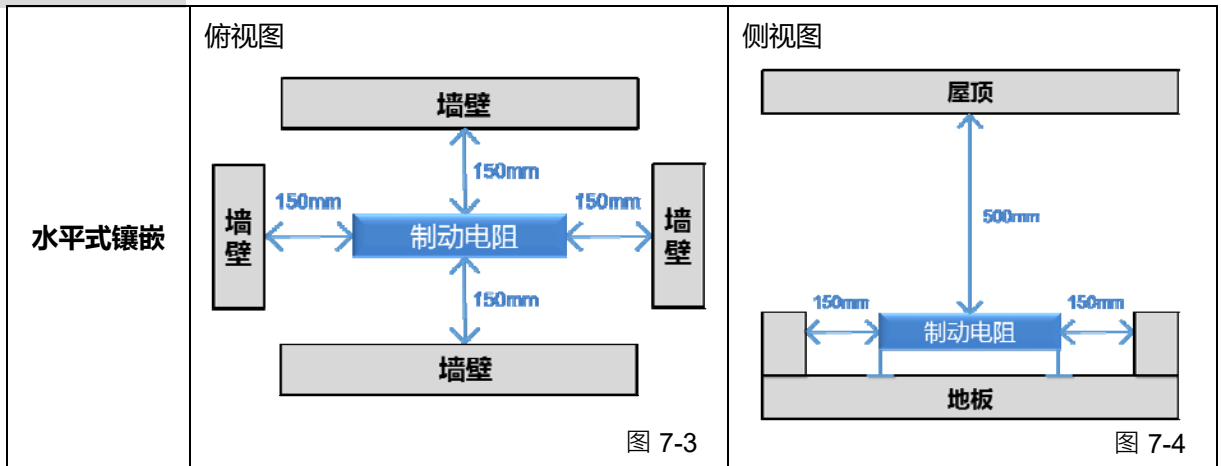 水平式镶嵌
俯视图
墙壁
150mm
150mm
150mm
墙壁
制动电阻
墙壁
150mm
墙壁
图 7-3
侧视图
屋顶
500mm
150mm
150mm
制动电阻
地板
图 7-4